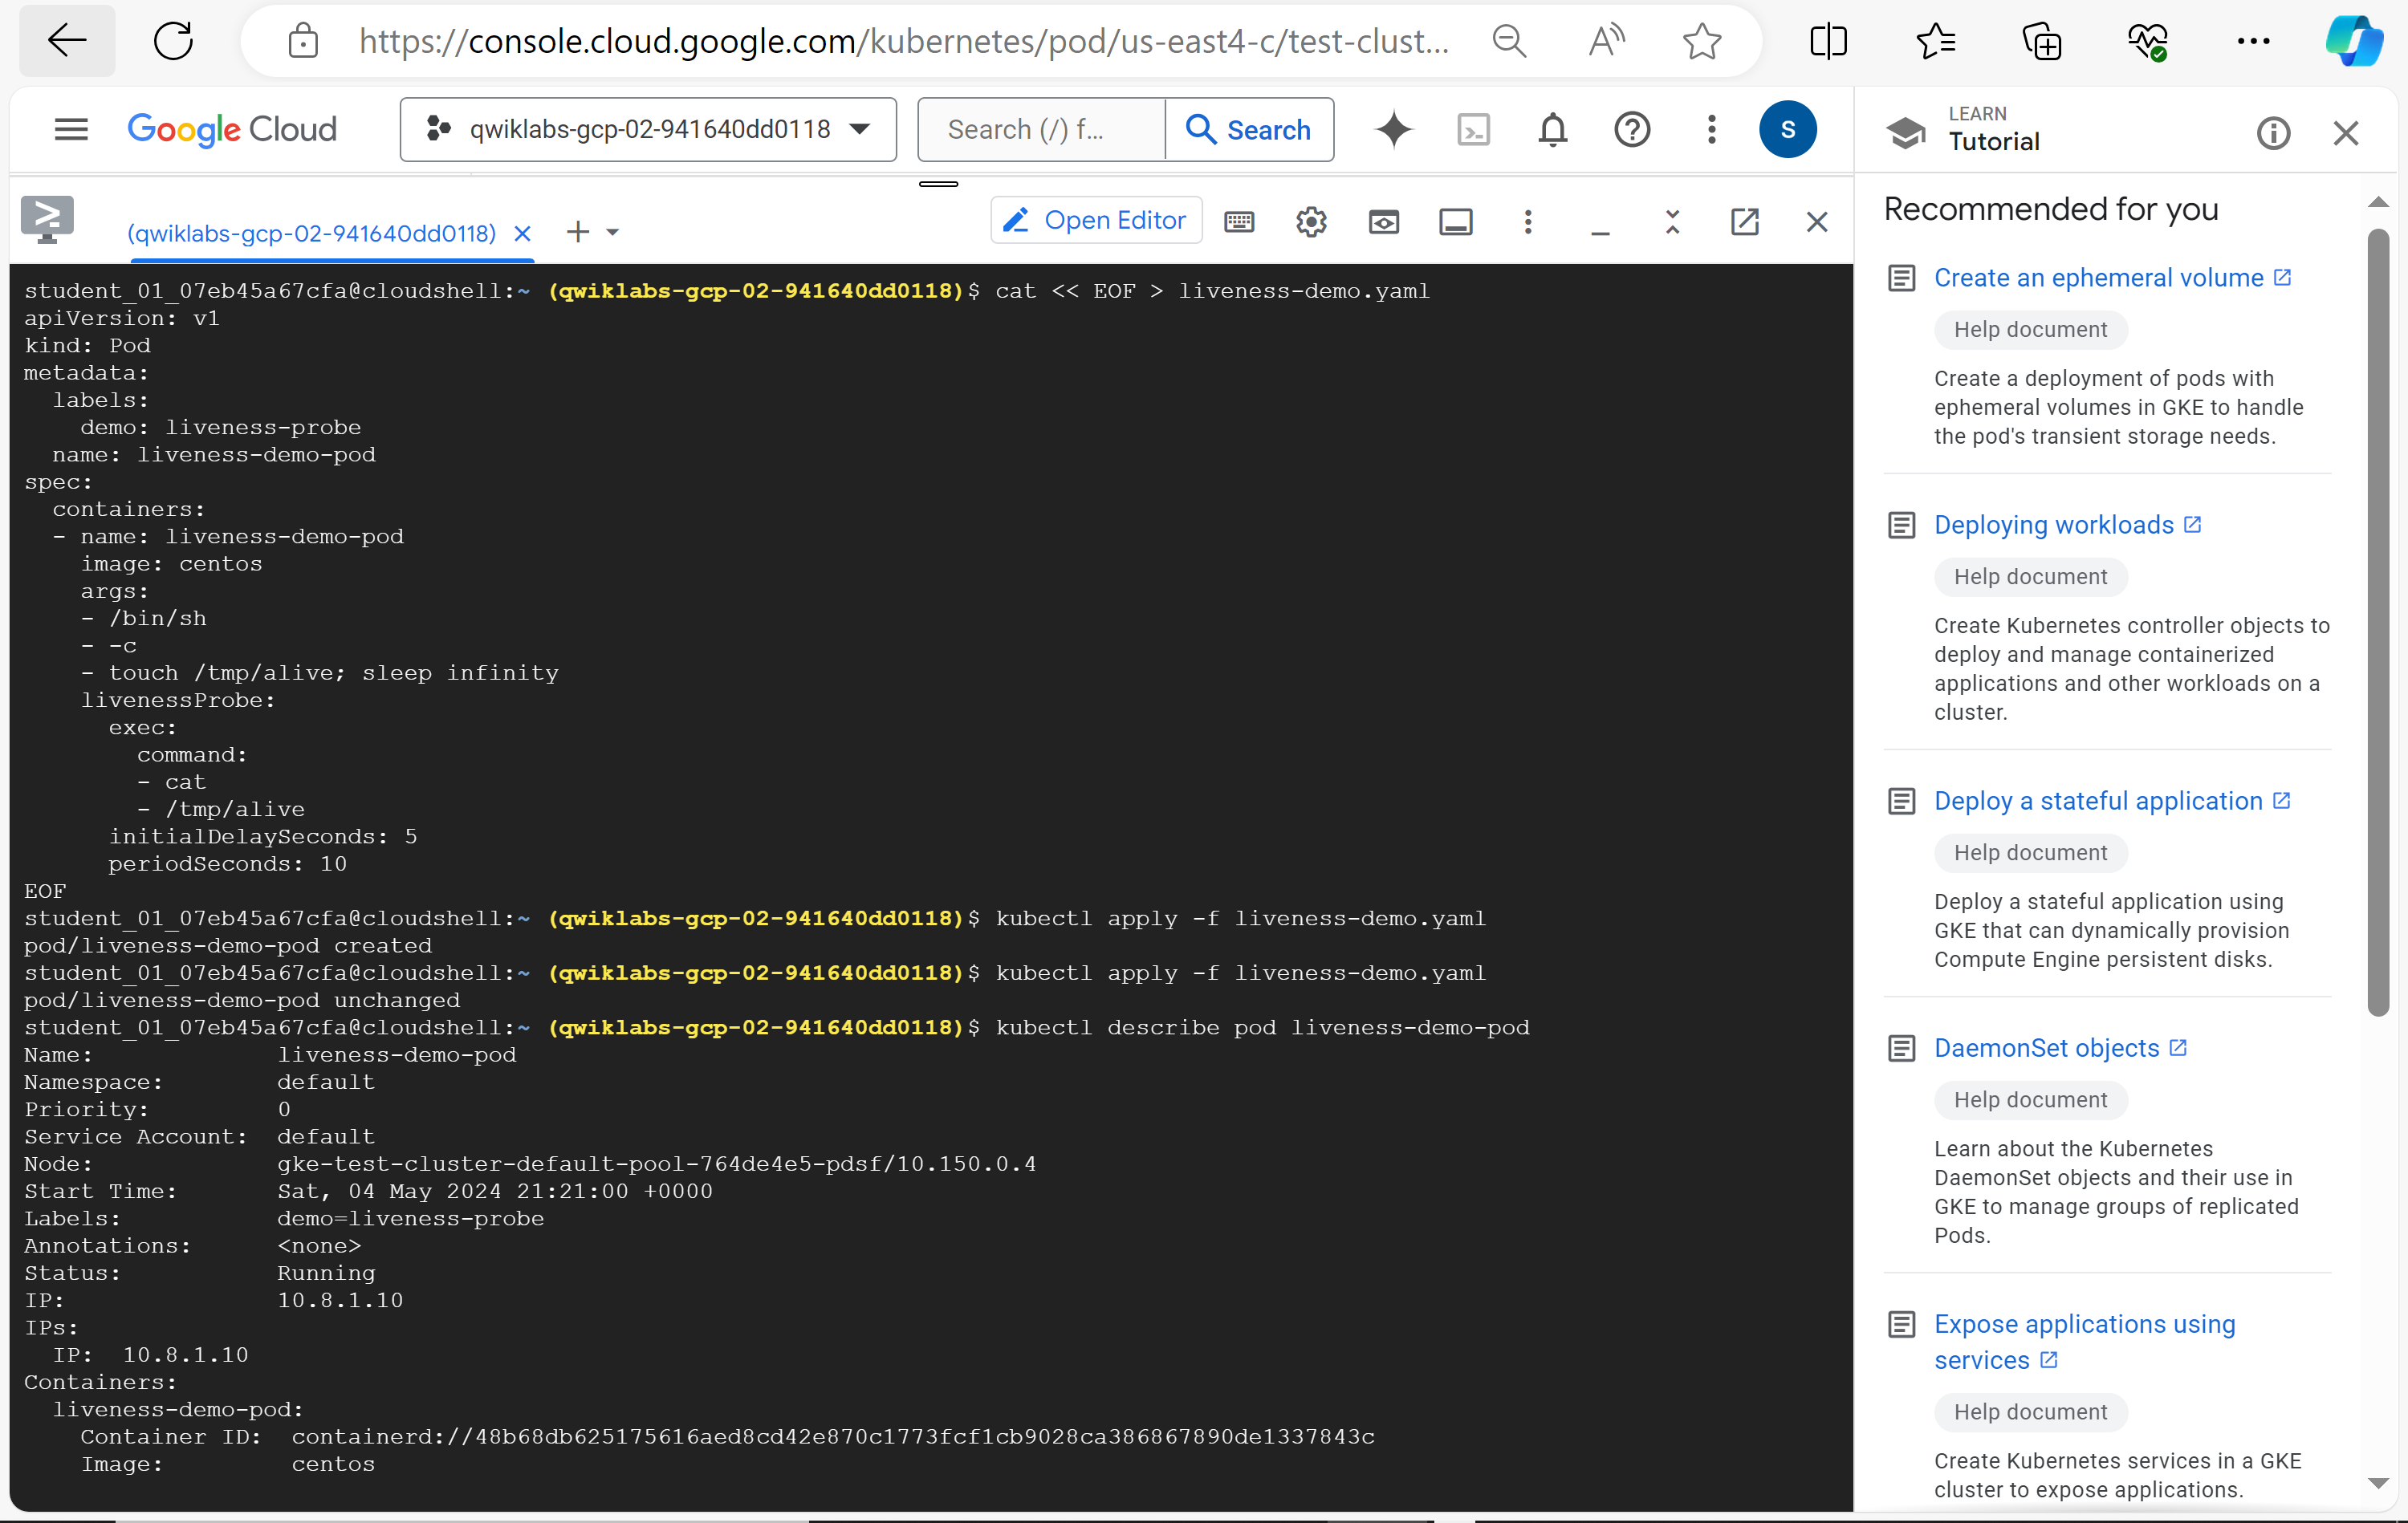 https://console.cloud.google.com/kubernetes/pod/us-east4-c/test-clust...
Google Cloud
qwiklabs-gcp-02-941640dd0118
Search (/) f...
Search
S
LEARN
Tutorial
(qwiklabs-gcp-02-941640dd0118)
Open Editor
student_01_07eb45a67cfa@cloudshell:~ (qwiklabs-gcp-02-941640dd0118)$ cat << EOF > liveness-demo.yaml
apiVersion: v1
kind: Pod
metadata:
  labels:
    demo: liveness-probe
  name: liveness-demo-pod
spec:
  containers:
  - name: liveness-demo-pod
    image: centos
    args:
    - /bin/sh
    - -c
    - touch /tmp/alive; sleep infinity
    livenessProbe:
      exec:
        command:
        - cat
        - /tmp/alive
      initialDelaySeconds: 5
      periodSeconds: 10
EOF
student_01_07eb45a67cfa@cloudshell:~ (qwiklabs-gcp-02-941640dd0118)$ kubectl apply -f liveness-demo.yaml
pod/liveness-demo-pod created
student_01_07eb45a67cfa@cloudshell:~ (qwiklabs-gcp-02-941640dd0118)$ kubectl apply -f liveness-demo.yaml
pod/liveness-demo-pod unchanged
student_01_07eb45a67cfa@cloudshell:~ (qwiklabs-gcp-02-941640dd0118)$ kubectl describe pod liveness-demo-pod
Name:             liveness-demo-pod
Namespace:        default
Priority:         0
Service Account:  default
Node:             gke-test-cluster-default-pool-764de4e5-pdsf/10.150.0.4
Start Time:       Sat, 04 May 2024 21:21:00 +0000
Labels:           demo=liveness-probe
Annotations:      <none>
Status:           Running
IP:               10.8.1.10
IPs:
  IP:  10.8.1.10
Containers:
  liveness-demo-pod:
    Container ID:  containerd://48b68db625175616aed8cd42e870c1773fcf1cb9028ca386867890de1337843c
    Image:         centos
Recommended for you
Create an ephemeral volume
Help document
Create a deployment of pods with
ephemeral volumes in GKE to handle
the pod's transient storage needs.
Deploying workloads
Help document
Create Kubernetes controller objects to
deploy and manage containerized
applications and other workloads on a
cluster.
Deploy a stateful application
Help document
Deploy a stateful application using
GKE that can dynamically provision
Compute Engine persistent disks.
DaemonSet objects
Help document
Learn about the Kubernetes
DaemonSet objects and their use in
GKE to manage groups of replicated
Pods.
Expose applications using
services
Help document
Create Kubernetes services in a GKE
cluster to expose applications.